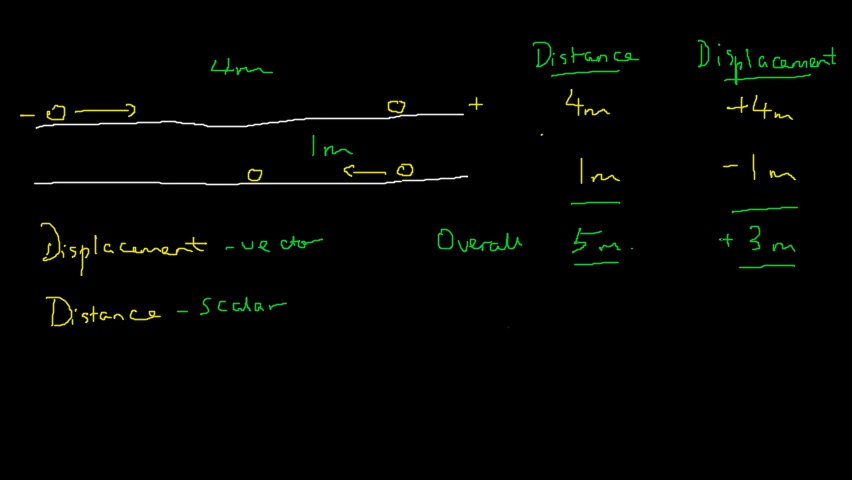 4m Distance Displacement
- + 4m +4m
1m 1m -1m
Displacement - vector Overall 5m. +3m
Distance - scalar